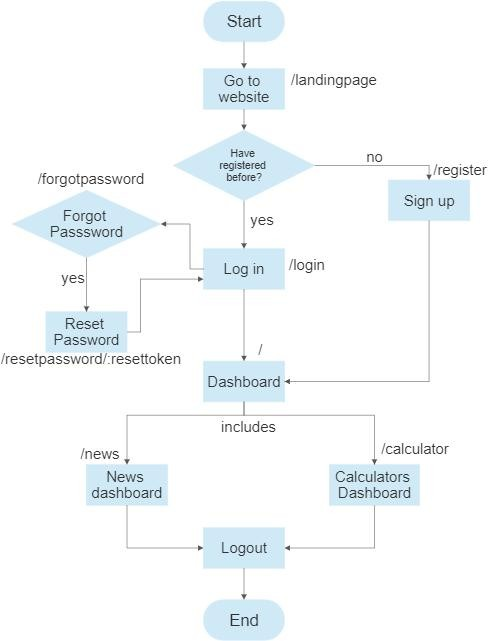 Start
Go to
website
/landingpage
Have
registered
before?
no
/register
Sign up
yes
/forgotpassword
Forgot
Passsword
yes
Log in
/login
Reset
Password
/resetpassword/:resettoken
/
Dashboard
includes
/news
News
dashboard
/calculator
Calculators
Dashboard
Logout
End